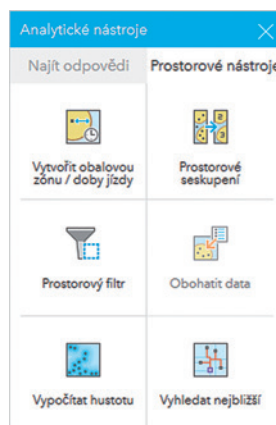 Analytické nástroje
Najít odpovědi
Prostorové nástroje
Vytvořit obalovou
zónu / doby jízdy
Prostorové
seskupení
Prostorový filtr
Obohatit data
Vypočítat hustotu
Vyhledat nejbližší